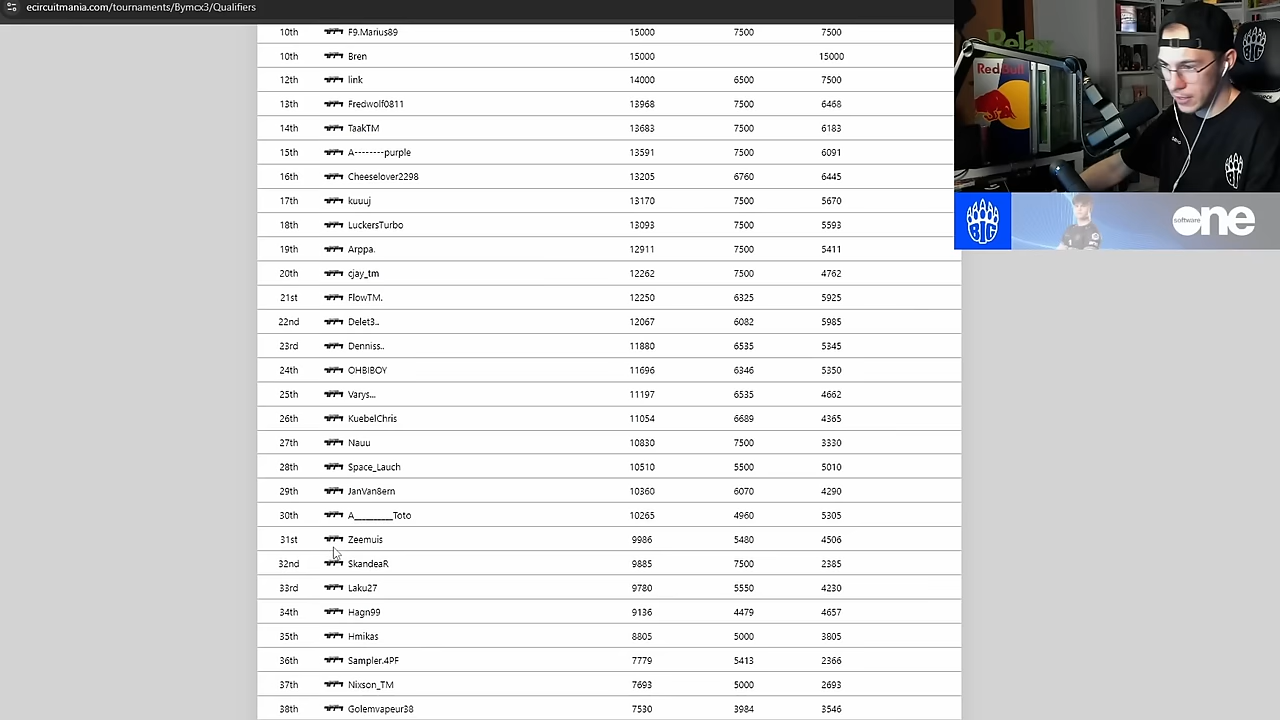 ecircuitmania.com/tournaments/Bymcx3/Qualifiers
10th F9.Marius89 15000 7500 7500
10th Bren 15000 15000
12th link 14000 6500 7500
13th Fredwolf0811 13968 7500 6468
14th TaakTM 13683 7500 6183
15th A--------purple 13591 7500 6091
16th Cheeselover2298 13205 6760 6445
17th kuuuj 13170 7500 5670
18th LuckersTurbo 13093 7500 5593
19th Arppa. 12911 7500 5411
20th cjay_tm 12262 7500 4762
21st FlowTM. 12250 6325 5925
22nd Delet3.. 12067 6082 5985
23rd Denniss.. 11880 6535 5345
24th OHBIBOY 11696 6346 5350
25th Varys... 11197 6535 4662
26th KuebelChris 11054 6689 4365
27th Nauu 10830 7500 3330
28th Space_Lauch 10510 5500 5010
29th JanVan8ern 10360 6070 4290
30th A_________Toto 10265 4960 5305
31st Zeemuis 9986 5480 4506
32nd SkandeaR 9885 7500 2385
33rd Laku27 9780 5550 4230
34th Hagn99 9136 4479 4657
35th Hmikas 8805 5000 3805
36th Sampler.4PF 7779 5413 2366
37th Nixson_TM 7693 5000 2693
38th Golemvapeur38 7530 3984 3546
Relax
Red Bull
BIG
software one